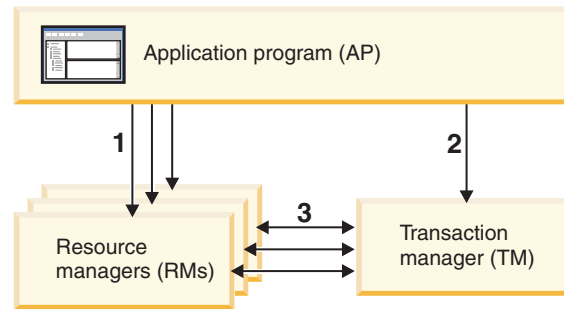 Application program (AP)
1
2
3
Resource
managers (RMs)
Transaction
manager (TM)